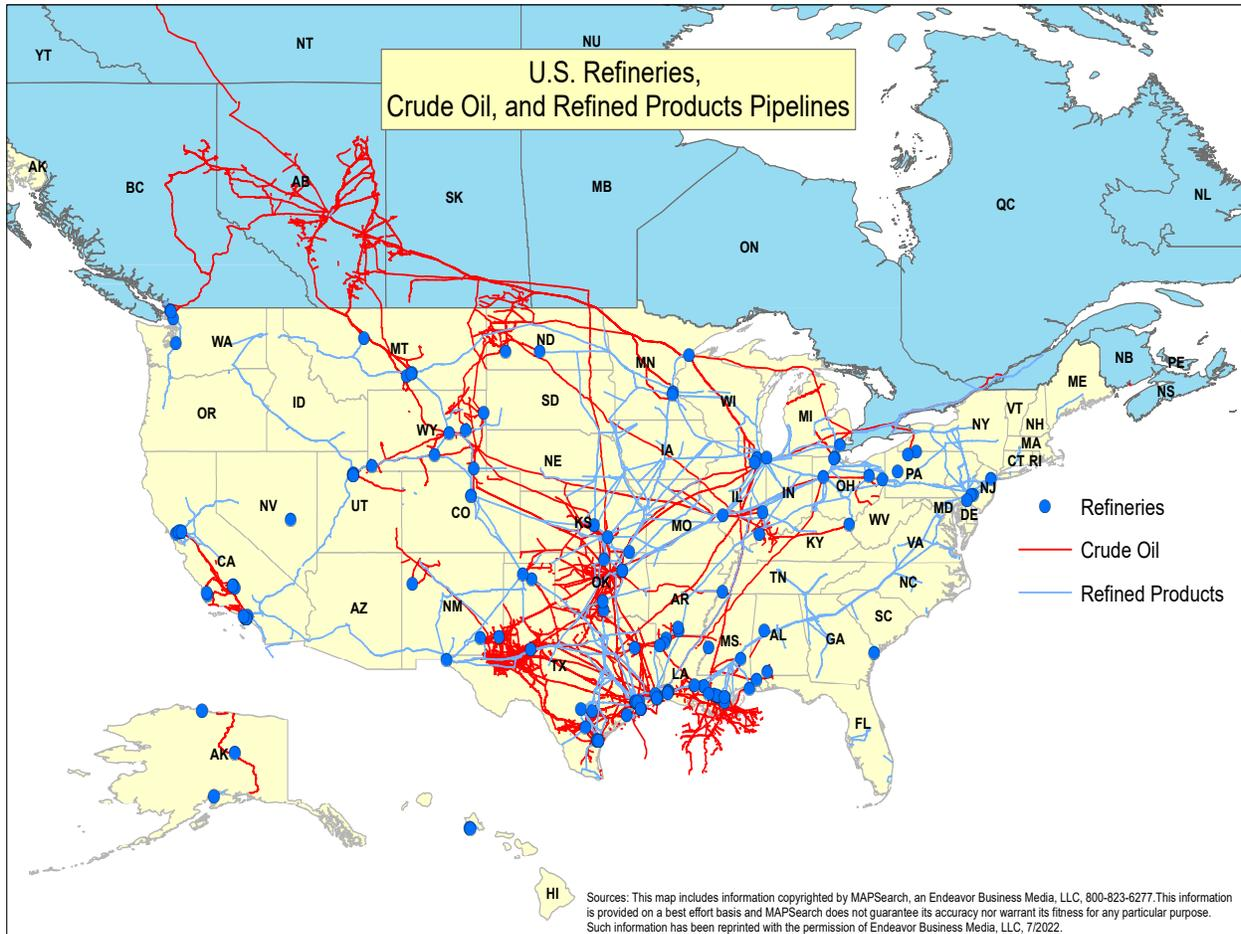 YT
NT
NU
U.S. Refineries,
Crude Oil, and Refined Products Pipelines
AK
BC
AB
SK
MB
ON
QC
NL
NB
PE
NS
ME
WA
MT
ND
MN
OR
ID
SD
WI
MI
NY
VT
NH
MA
CT RI
WY
NE
IA
PA
NJ
NV
UT
CO
KS
MO
IL
IN
OH
WV
MD
DE
VA
KY
CA
AZ
NM
OK
AR
TN
NC
SC
TX
LA
MS
AL
GA
FL
AK
HI
Refineries
Crude Oil
Refined Products
Sources: This map includes information copyrighted by MAPSearch, an Endeavor Business Media, LLC, 800-823-6277.This information
is provided on a best effort basis and MAPSearch does not guarantee its accuracy nor warrant its fitness for any particular purpose.
Such information has been reprinted with the permission of Endeavor Business Media, LLC, 7/2022.